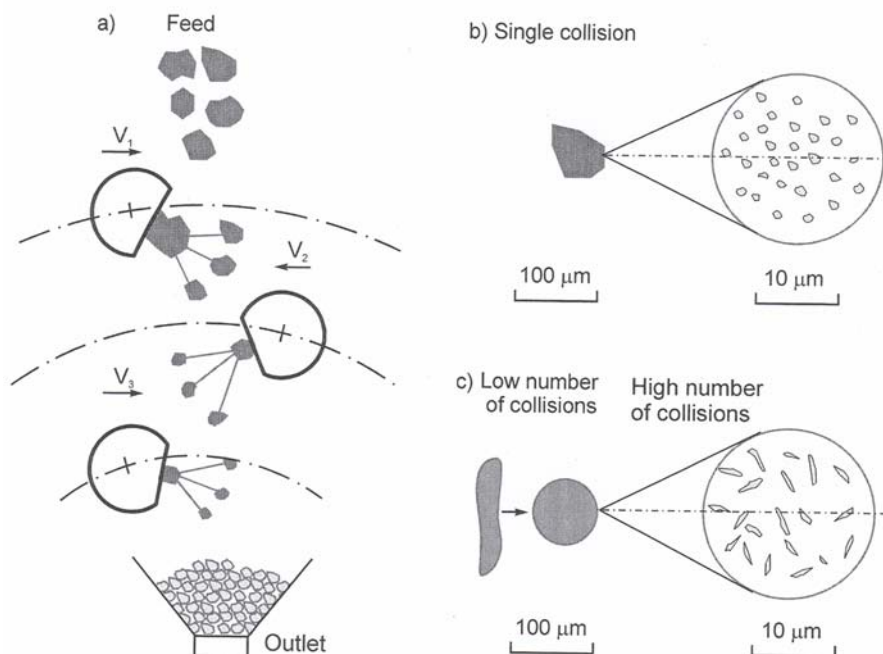 a)
Feed
V1
V2
V3
Outlet
b) Single collision
100 μm
10 μm
c) Low number
of collisions
High number
of collisions
100 μm
10 μm